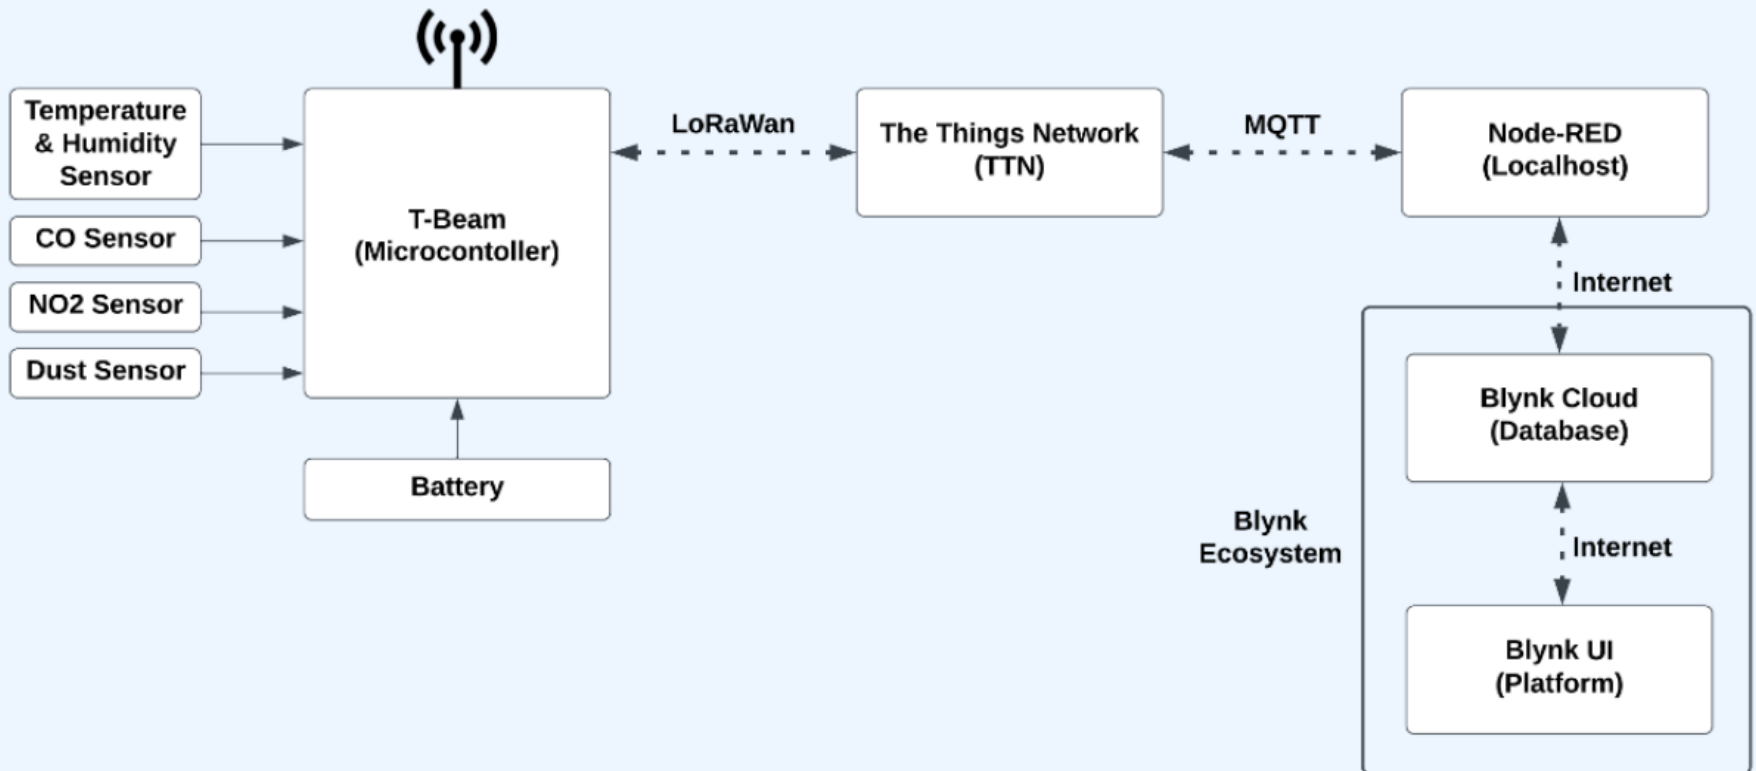 Temperature
& Humidity
Sensor
CO Sensor
NO2 Sensor
Dust Sensor
T-Beam
(Microcontoller)
Battery
LoRaWan
The Things Network
(TTN)
MQTT
Node-RED
(Localhost)
Internet
Blynk Cloud
(Database)
Blynk
Ecosystem
Internet
Blynk UI
(Platform)